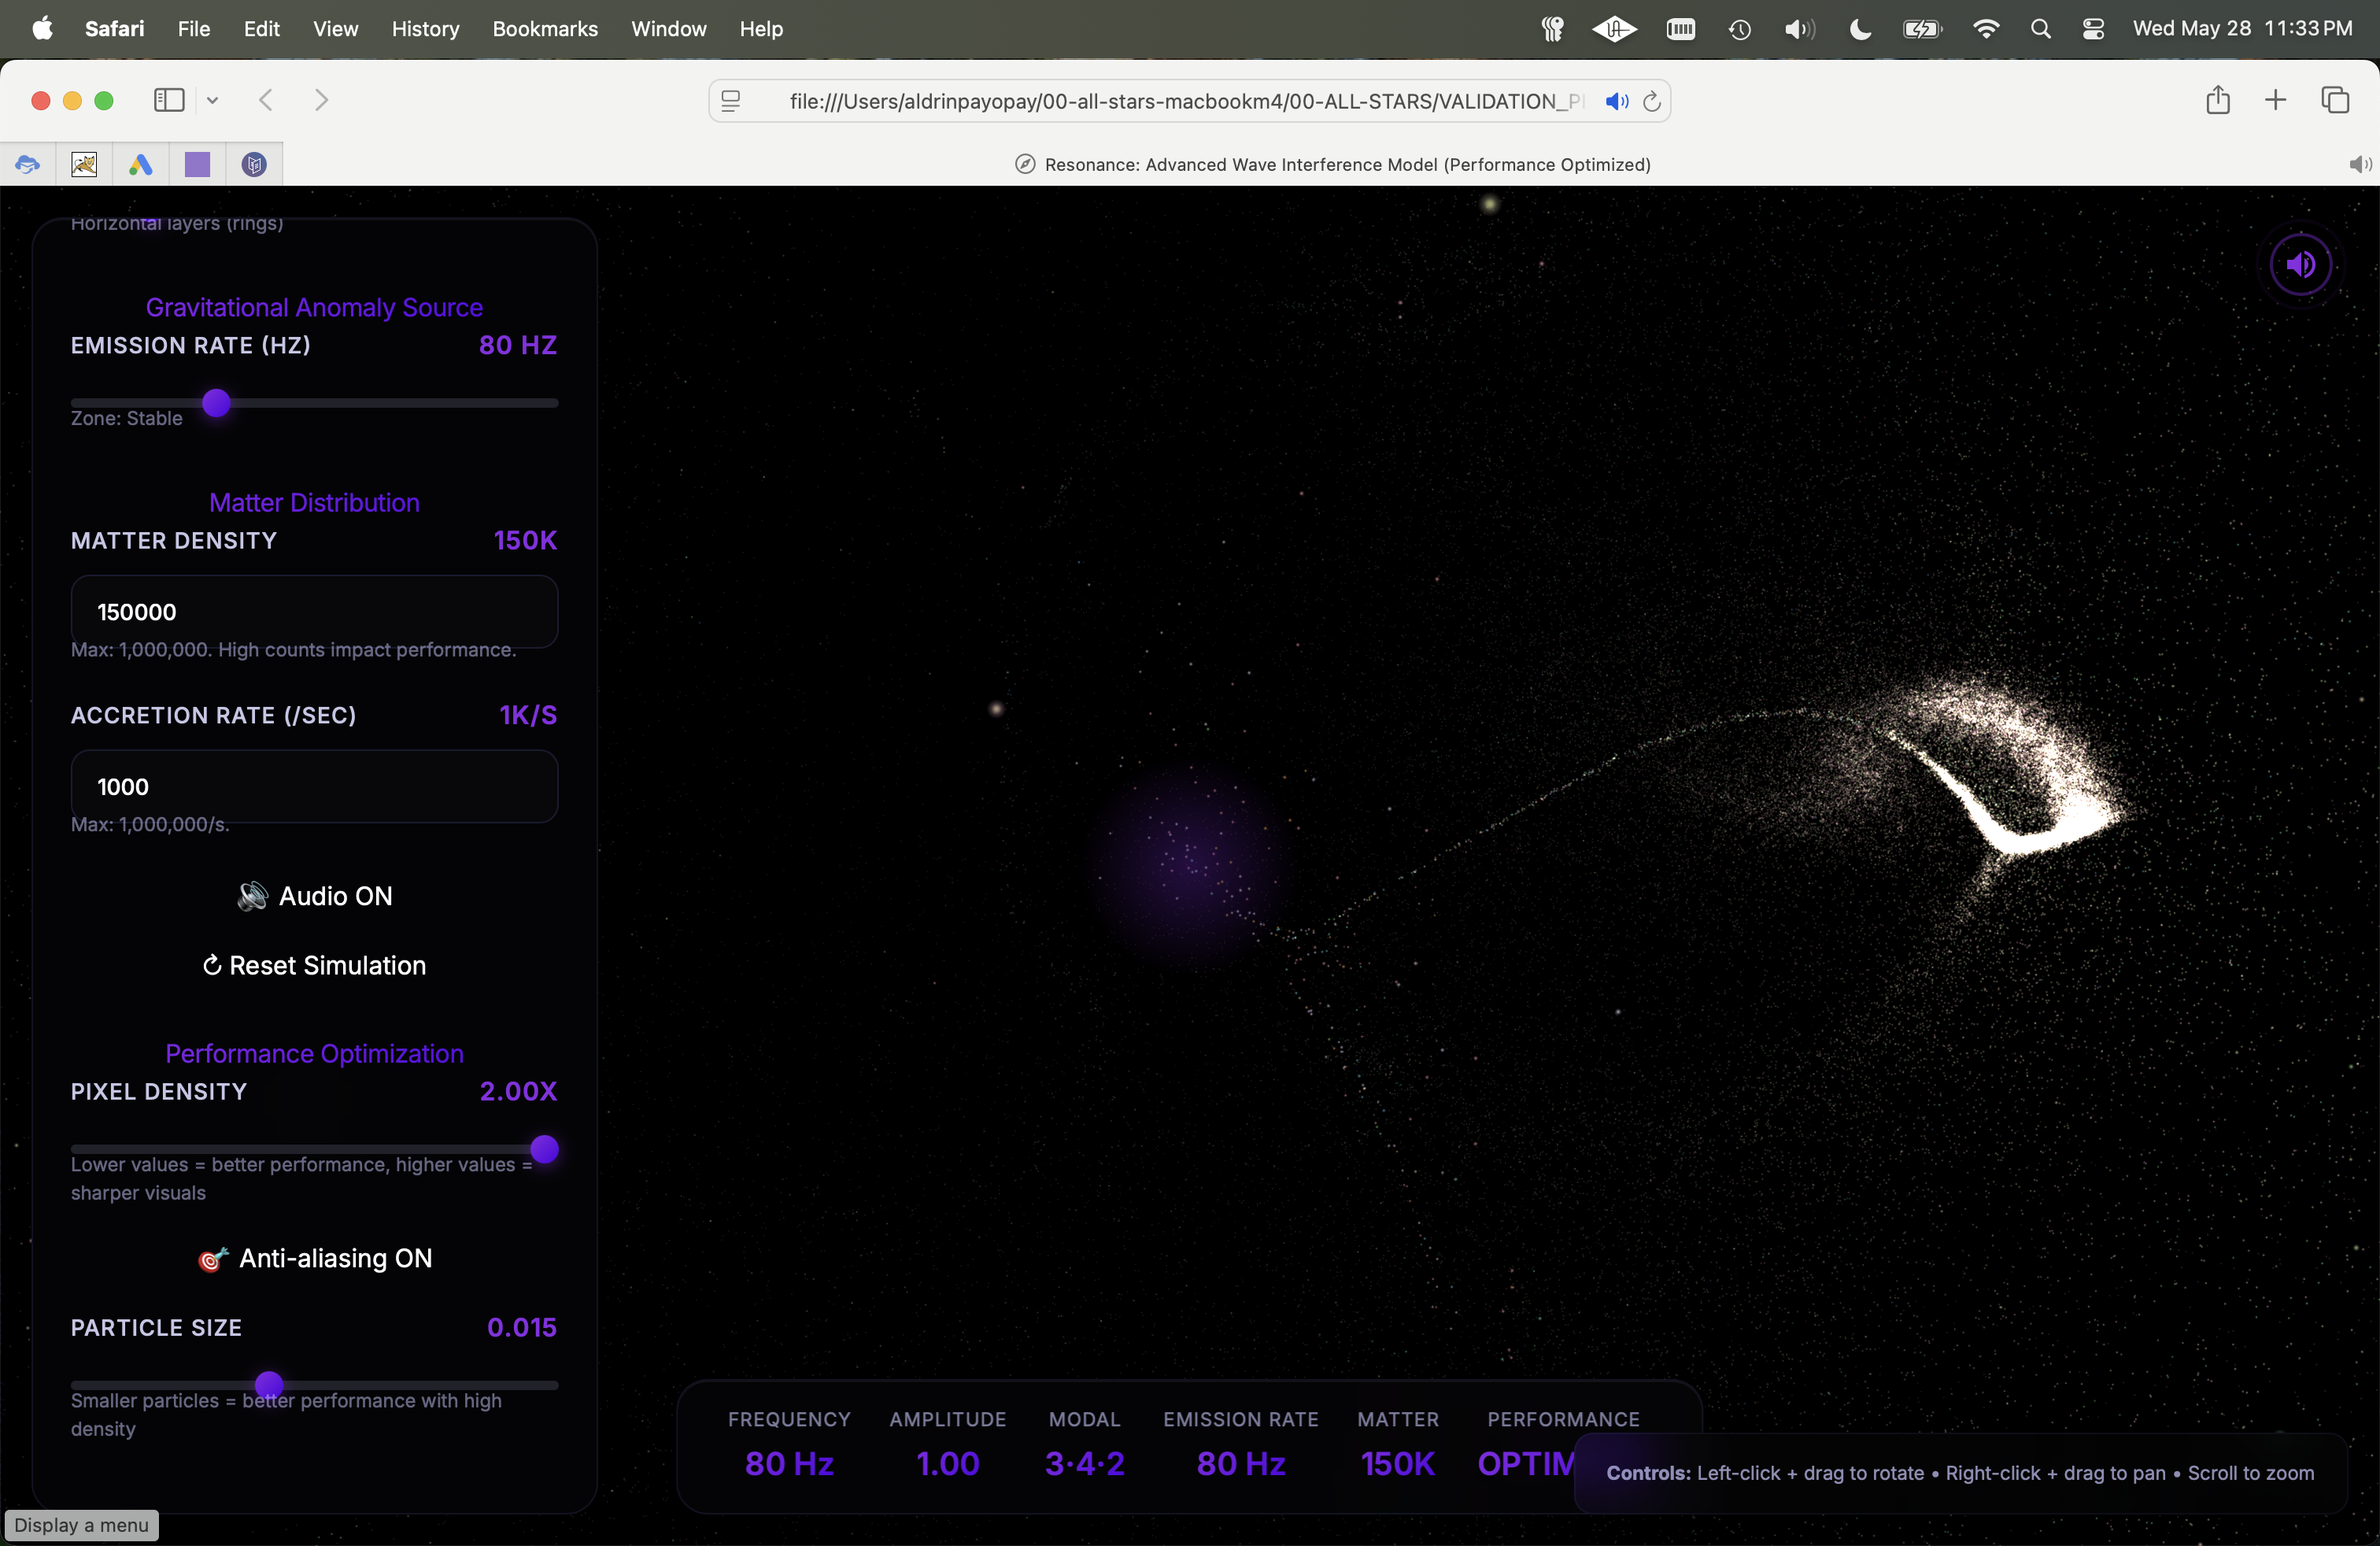 Safari File Edit View History Bookmarks Window Help Wed May 28 11:33 PM
file:///Users/aldrinpayopay/00-all-stars-macbookm4/00-ALL-STARS/VALIDATION_P
Resonance: Advanced Wave Interference Model (Performance Optimized)
Horizontal layers (rings)
Gravitational Anomaly Source
EMISSION RATE (HZ) 80 HZ
Zone: Stable
Matter Distribution
MATTER DENSITY 150K
150000
Max: 1,000,000. High counts impact performance.
ACCRETION RATE (/SEC) 1K/S
1000
Max: 1,000,000/s.
🔊 Audio ON
↻ Reset Simulation
Performance Optimization
PIXEL DENSITY 2.00X
Lower values = better performance, higher values =
sharper visuals
🎯 Anti-aliasing ON
PARTICLE SIZE 0.015
Smaller particles = better performance with high
density
FREQUENCY AMPLITUDE MODAL EMISSION RATE MATTER PERFORMANCE
80 Hz 1.00 3·4·2 80 Hz 150K OPTIM
Controls: Left-click + drag to rotate • Right-click + drag to pan • Scroll to zoom
Display a menu